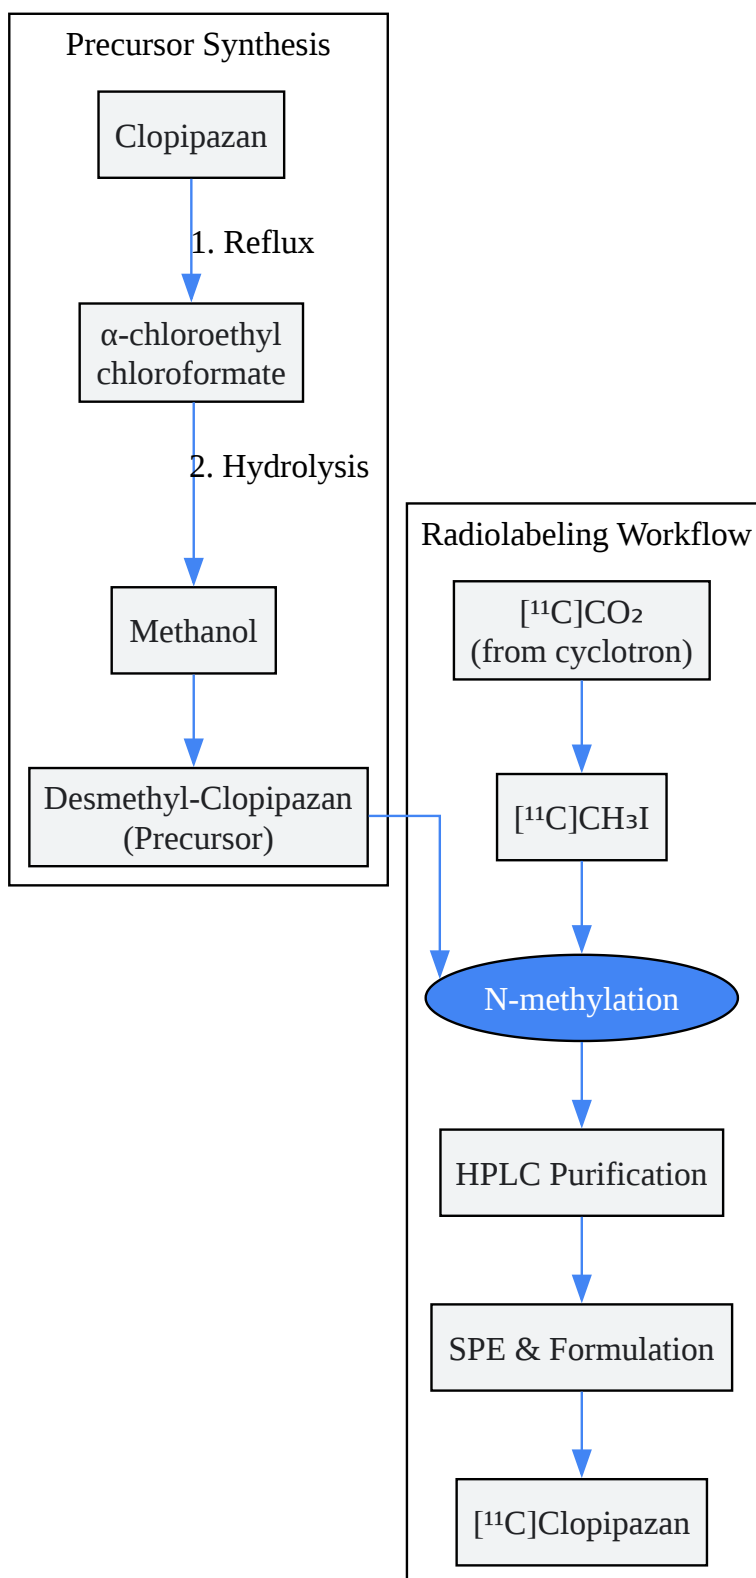 Precursor Synthesis
Clopipazan
1. Reflux
α-chloroethyl
chloroformate
2. Hydrolysis
Methanol
Desmethyl-Clopipazan
(Precursor)
Radiolabeling Workflow
[¹¹C]CO₂
(from cyclotron)
[¹¹C]CH₃I
N-methylation
HPLC Purification
SPE & Formulation
[¹¹C]Clopipazan